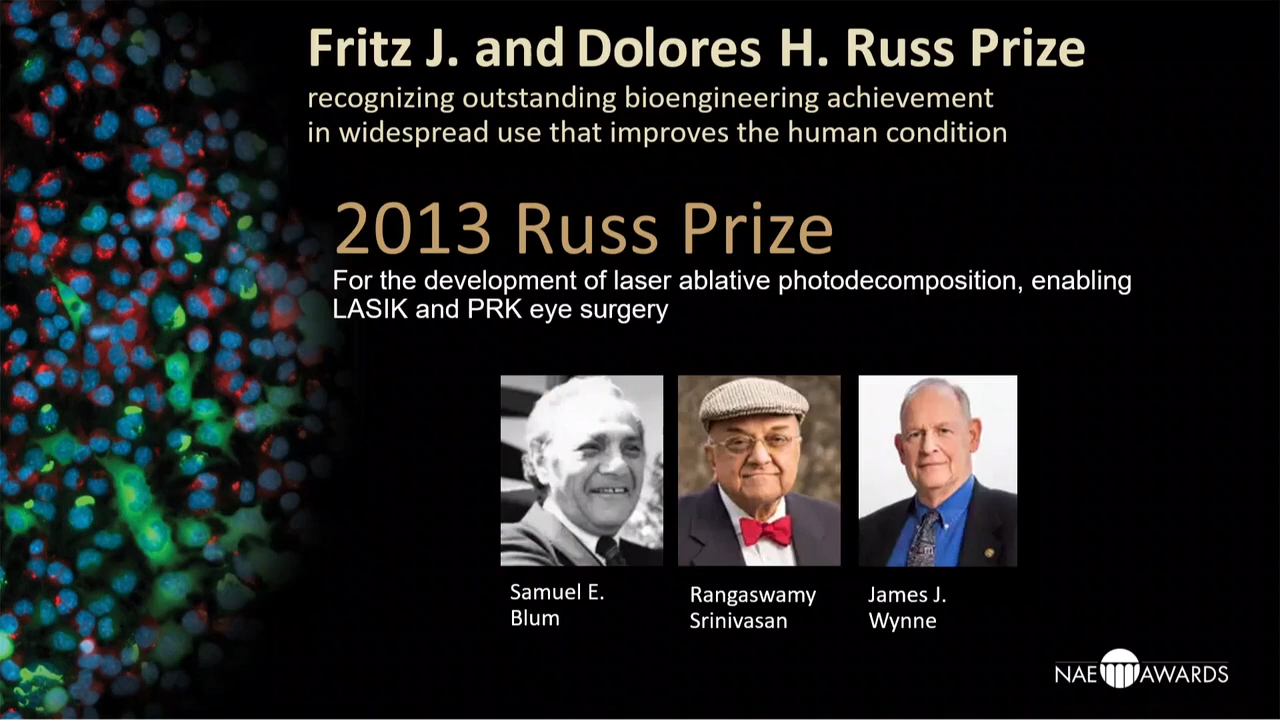 Fritz J. and Dolores H. Russ Prize
recognizing outstanding bioengineering achievement
in widespread use that improves the human condition
2013 Russ Prize
For the development of laser ablative photodecomposition, enabling
LASIK and PRK eye surgery
Samuel E.
Blum
Rangaswamy
Srinivasan
James J.
Wynne
NAE AWARDS